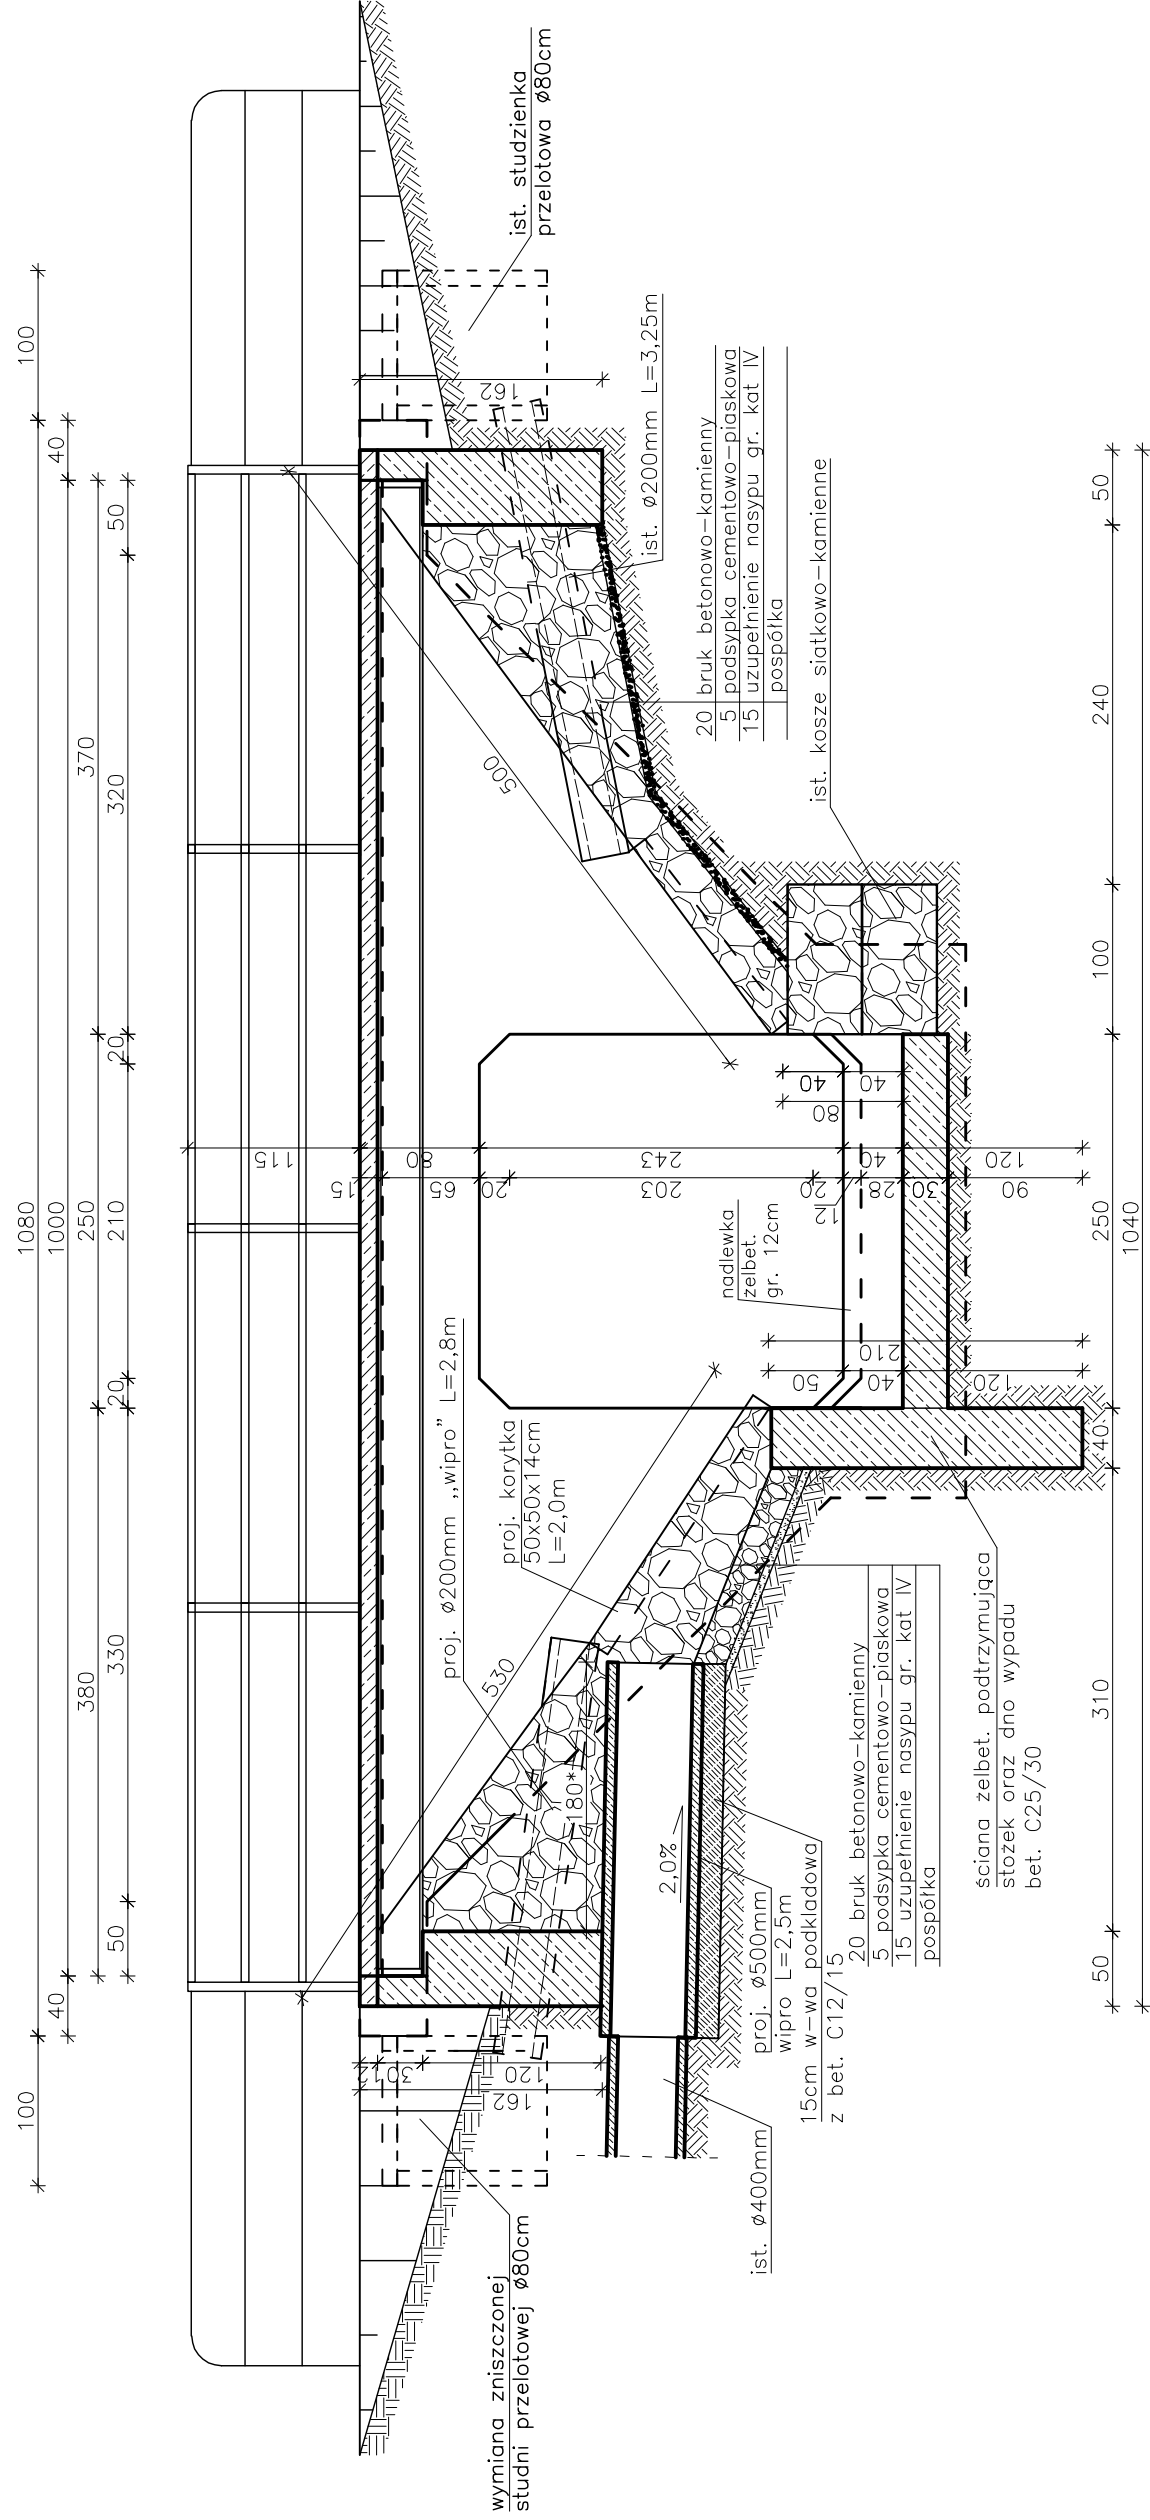 100
1080
100
40
1000
40
380
250
370
50
330
20
210
20
320
50
115
15
80
65
20
243
203
20
12
40
28
30
120
90
40
40
80
50
40
210
120
162
12
30
120
162
500
530
180*
2,0%
wymiana zniszczonej
studni przelotowej ø80cm
ist. studzienka
przelotowa ø80cm
proj. ø200mm ,,wipro” L=2,8m
proj. korytka
50x50x14cm
L=2,0m
ist. ø200mm L=3,25m
nadlewka
żelbet.
gr. 12cm
20 bruk betonowo-kamienny
5 podsypka cementowo-piaskowa
15 uzupełnienie nasypu gr. kat IV
pospółka
ist. kosze siatkowo-kamienne
ist. ø400mm
proj. ø500mm
wipro L=2,5m
15cm w-wa podkładowa
z bet. C12/15
20 bruk betonowo-kamienny
5 podsypka cementowo-piaskowa
15 uzupełnienie nasypu gr. kat IV
pospółka
ściana żelbet. podtrzymująca
stożek oraz dno wypadu
bet. C25/30
50
310
40
250
100
240
50
1040